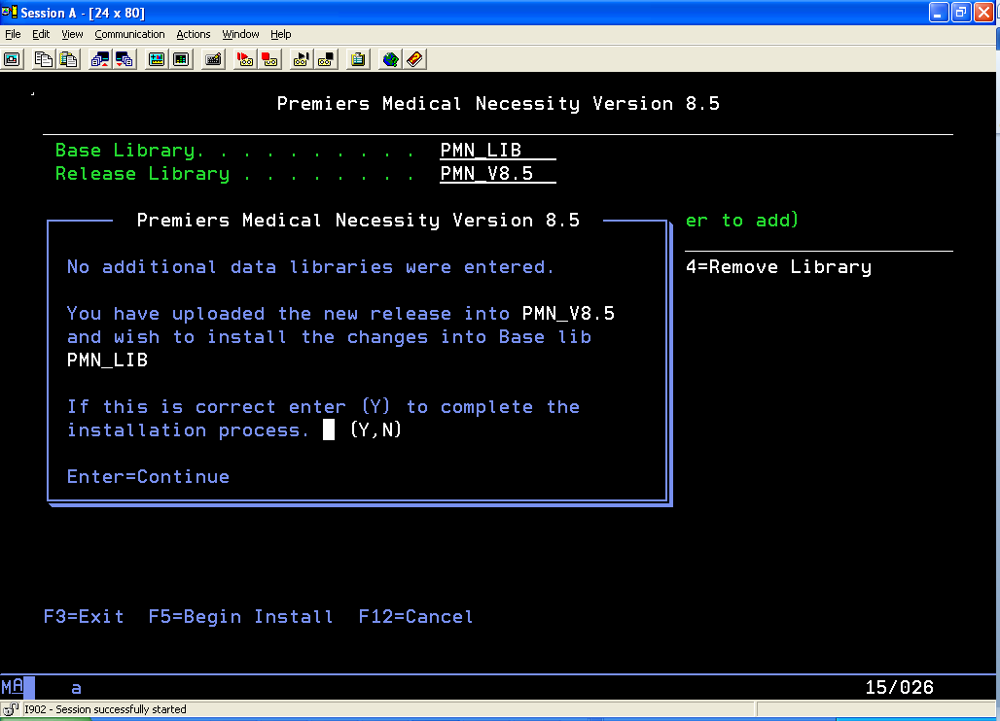 Session A - [24 x 80]
File Edit View Communication Actions Window Help
Premiers Medical Necessity Version 8.5
Base Library. . . . . . . . . . PMN_LIB
Release Library . . . . . . . . PMN_V8.5
Premiers Medical Necessity Version 8.5 er to add)
No additional data libraries were entered. 4=Remove Library
You have uploaded the new release into PMN_V8.5
and wish to install the changes into Base lib
PMN_LIB
If this is correct enter (Y) to complete the
installation process. (Y,N)
Enter=Continue
F3=Exit F5=Begin Install F12=Cancel
MA a 15/026
I902 - Session successfully started